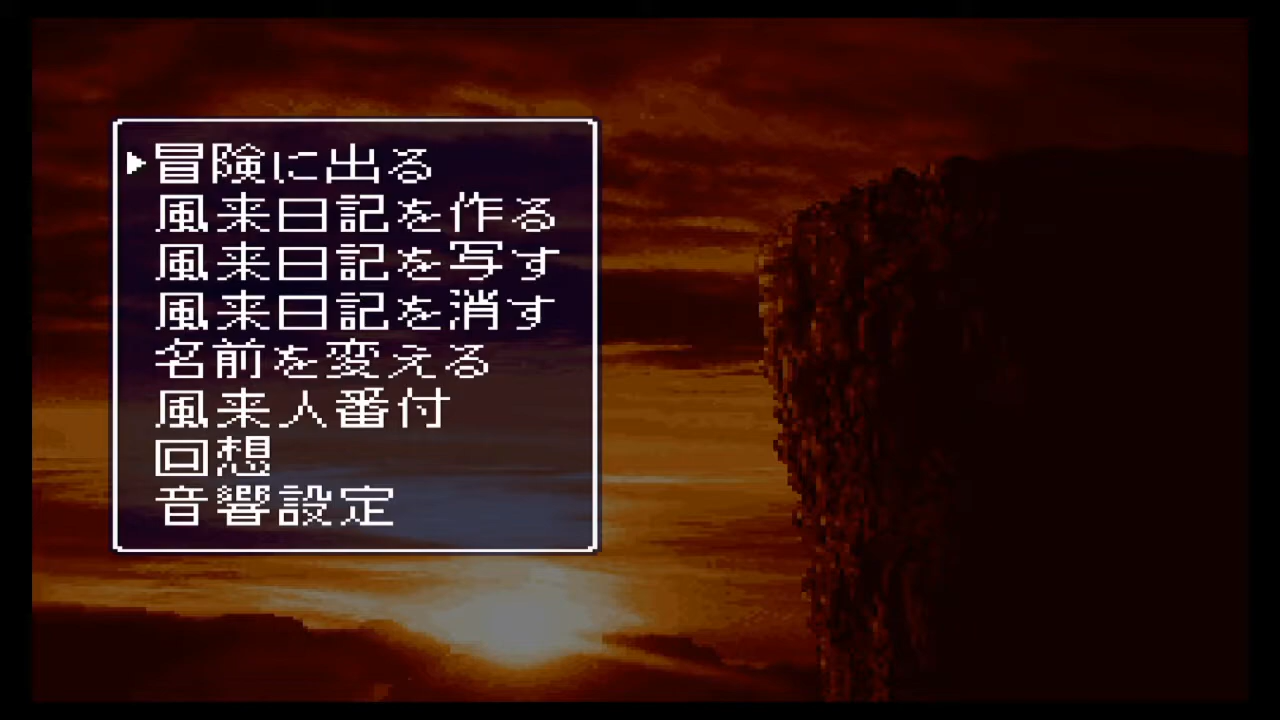 冒険に出る
風来日記を作る
風来日記を写す
風来日記を消す
名前を変える
風来人番付
回想
音響設定